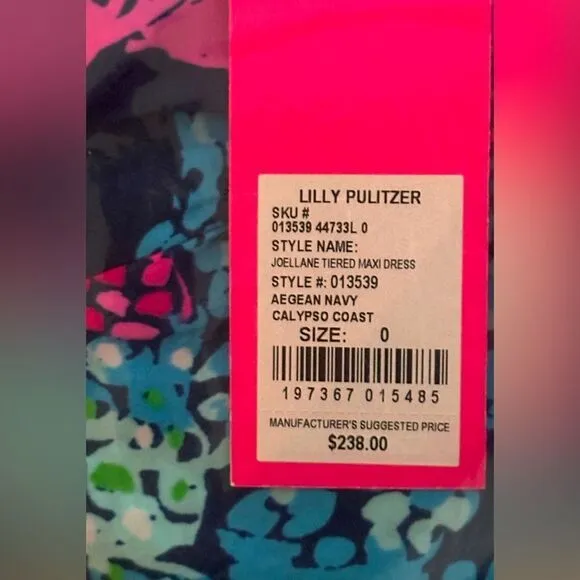 LILLY PULITZER
SKU #
013539 44733L 0
STYLE NAME:
JOELLANE TIERED MAXI DRESS
STYLE #: 013539
AEGEAN NAVY
CALYPSO COAST
SIZE: 0
197367 015485
MANUFACTURER'S SUGGESTED PRICE
$238.00